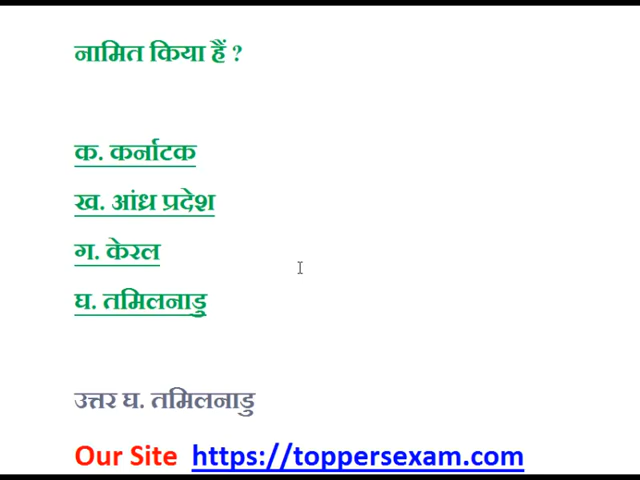 नामित किया हैं ?
क. कर्नाटक
ख. आंध्र प्रदेश
ग. केरल
घ. तमिलनाडु
उत्तर घ. तमिलनाडु
Our Site https://toppersexam.com